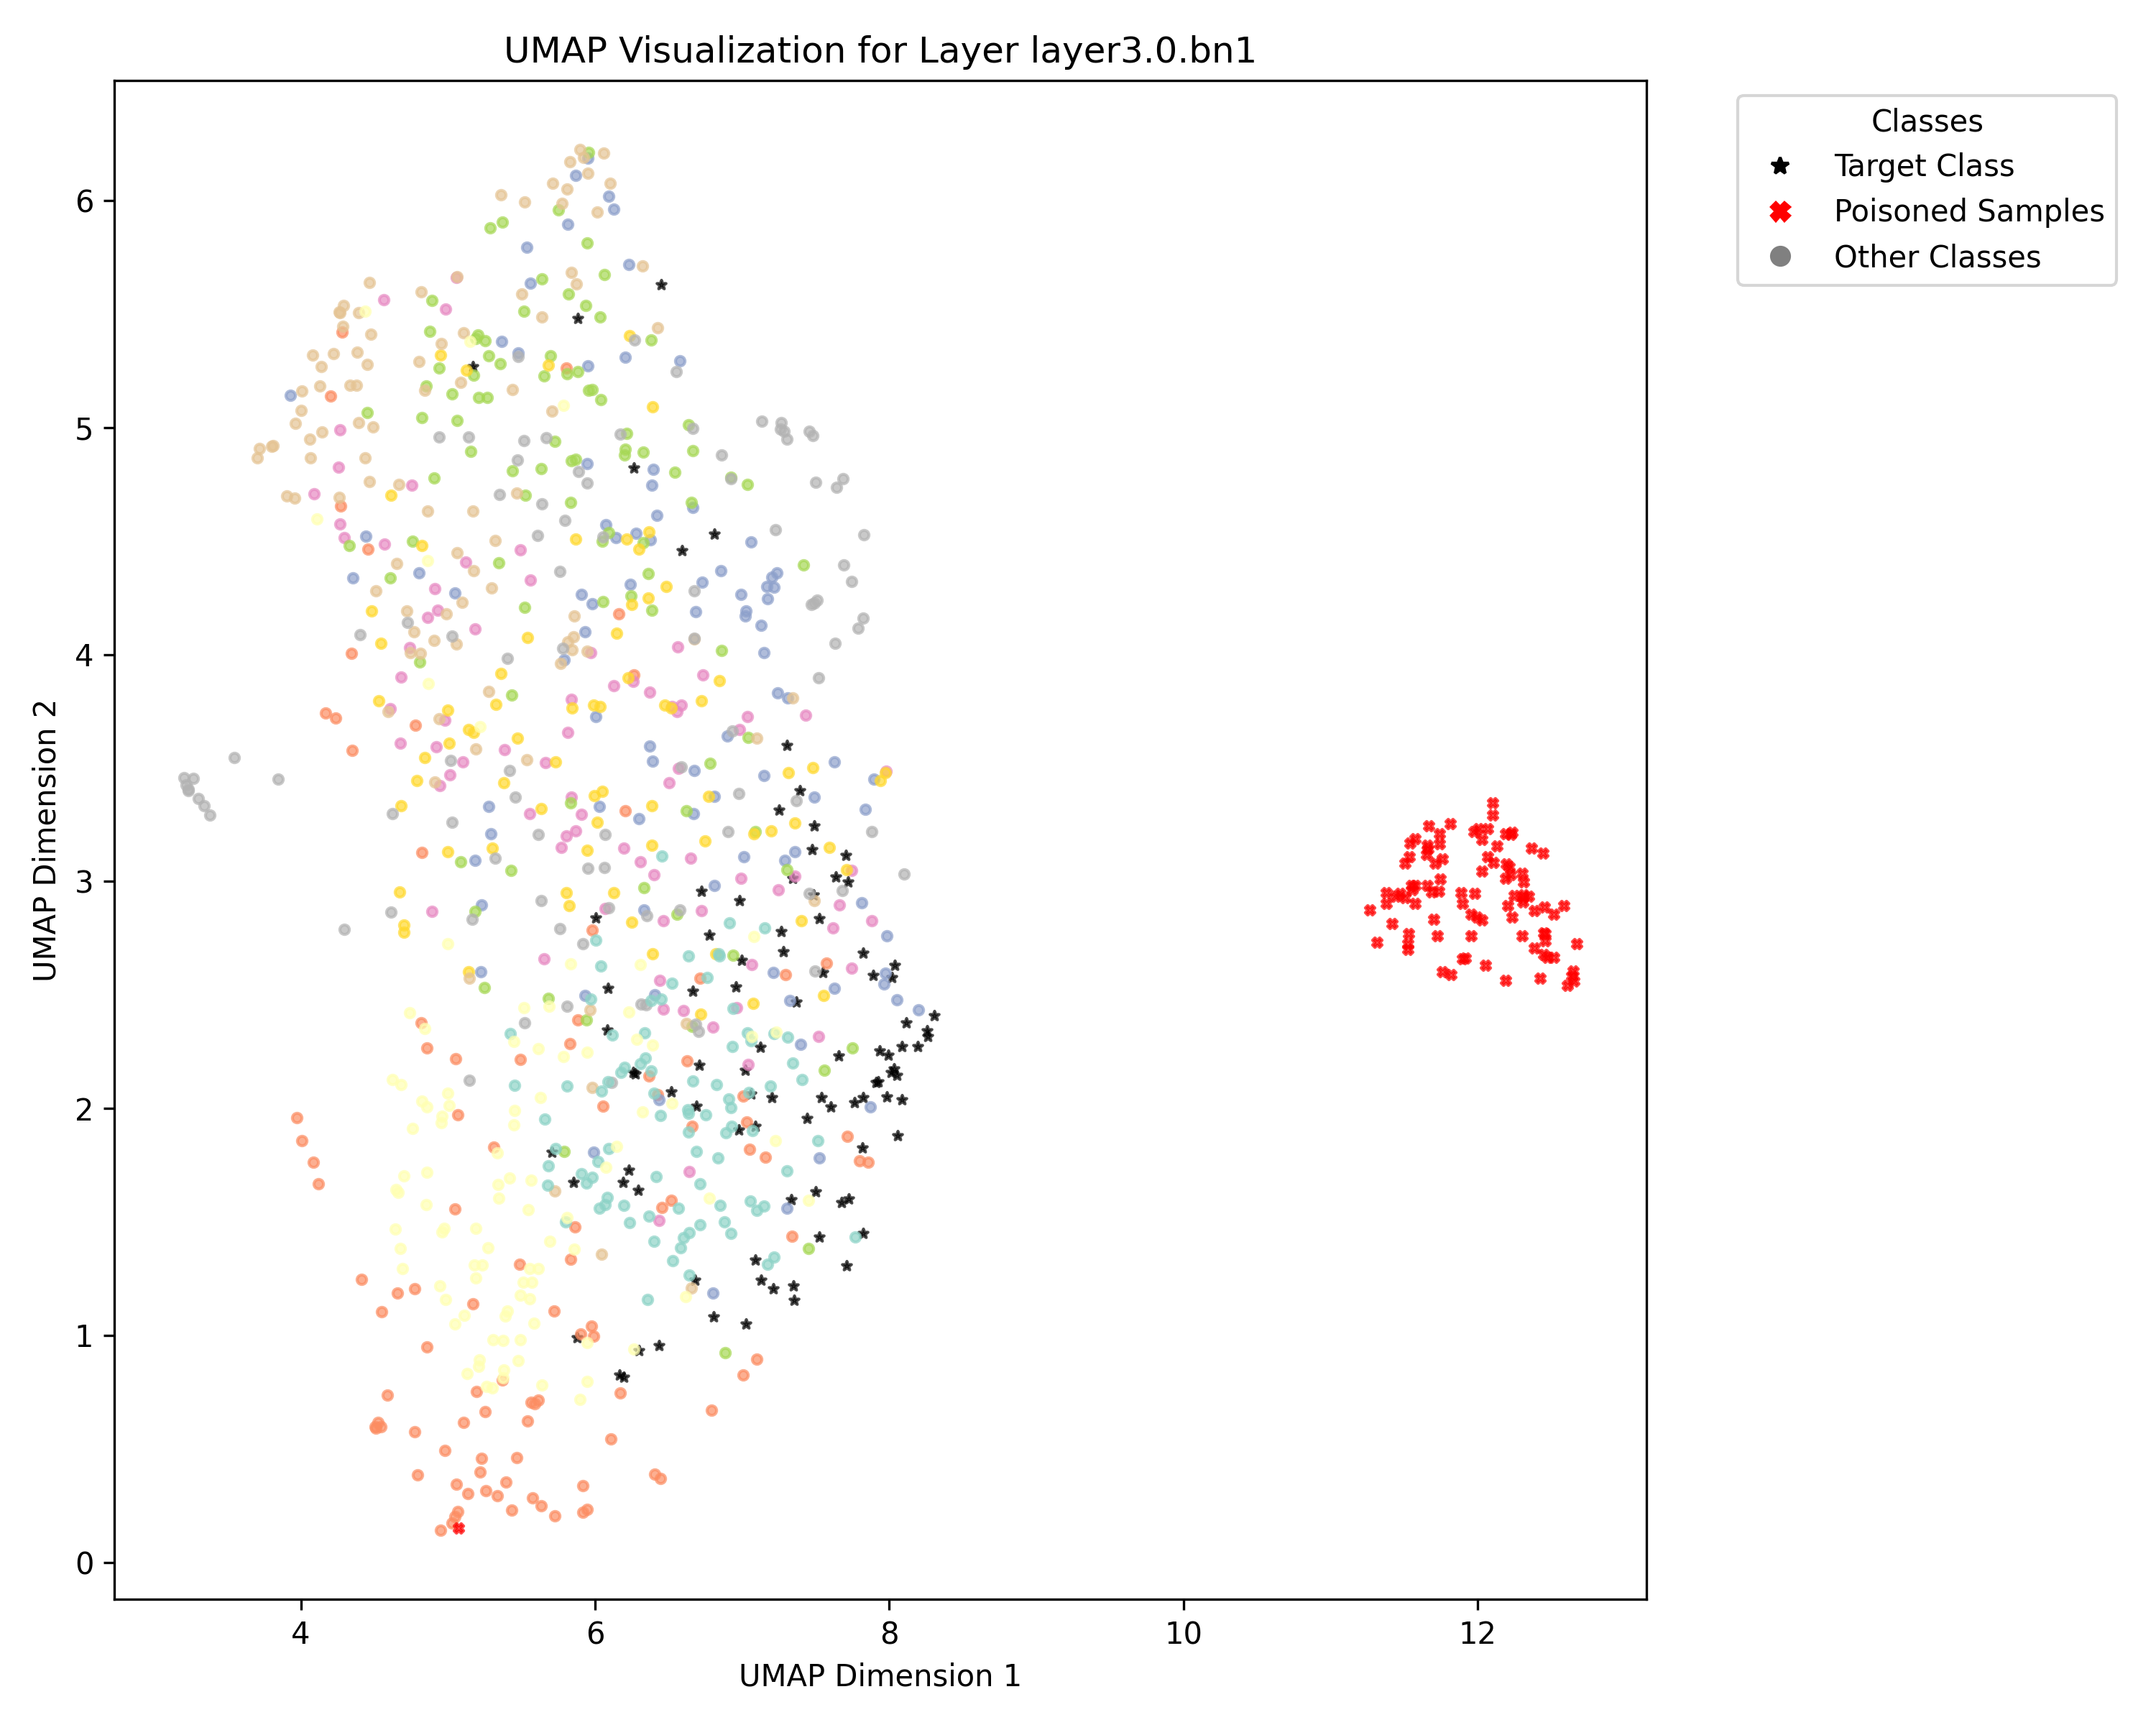 UMAP Visualization for Layer layer3.0.bn1
Classes
Target Class
Poisoned Samples
Other Classes
6
5
4
3
2
1
0
UMAP Dimension 2
4
6
8
10
12
UMAP Dimension 1